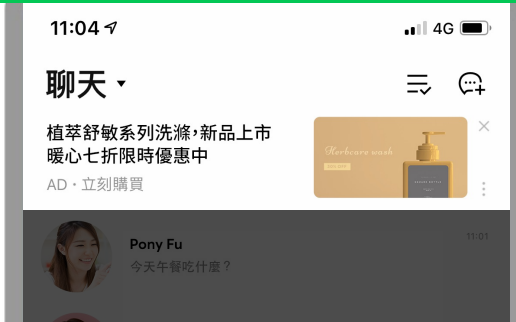 11:04
4G
聊天
植萃舒敏系列洗滌，新品上市
暖心七折限時優惠中
AD・立刻購買
Herbcare wash
Pony Fu
11:01
今天午餐吃什麼？